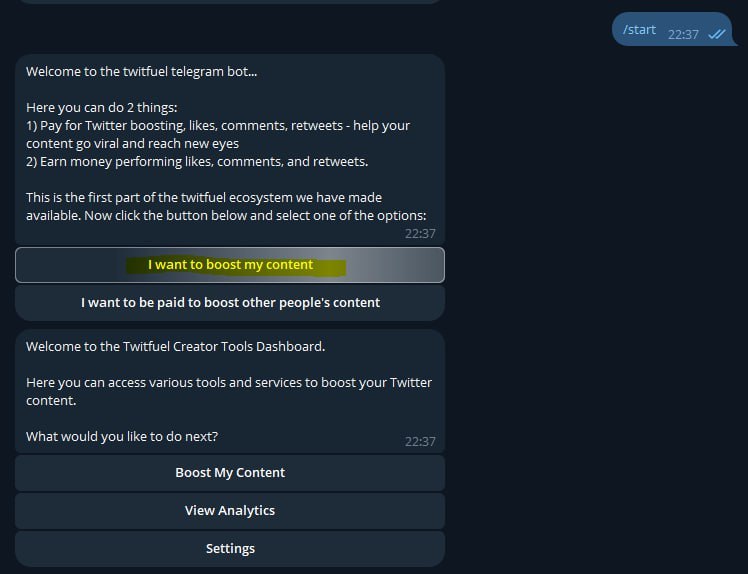 /start 22:37
Welcome to the twitfuel telegram bot...
Here you can do 2 things:
1) Pay for Twitter boosting, likes, comments, retweets - help your
content go viral and reach new eyes
2) Earn money performing likes, comments, and retweets.
This is the first part of the twitfuel ecosystem we have made
available. Now click the button below and select one of the options:
22:37
I want to boost my content
I want to be paid to boost other people's content
Welcome to the Twitfuel Creator Tools Dashboard.
Here you can access various tools and services to boost your Twitter
content.
What would you like to do next?
22:37
Boost My Content
View Analytics
Settings